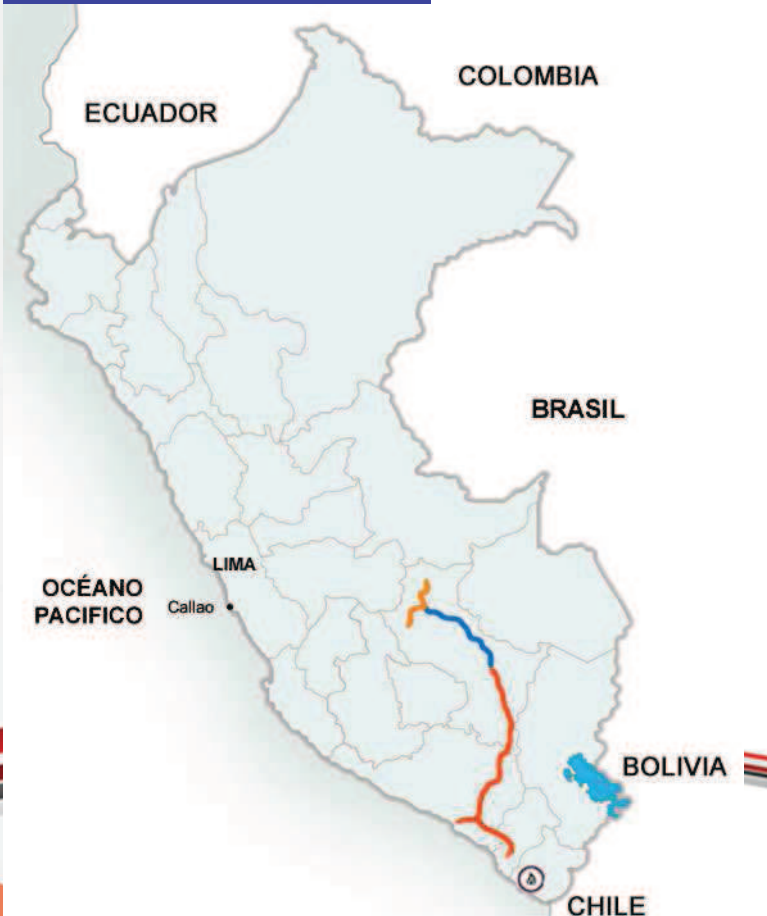 COLOMBIA
ECUADOR
BRASIL
LIMA
OCÉANO
PACIFICO
Callao
BOLIVIA
CHILE